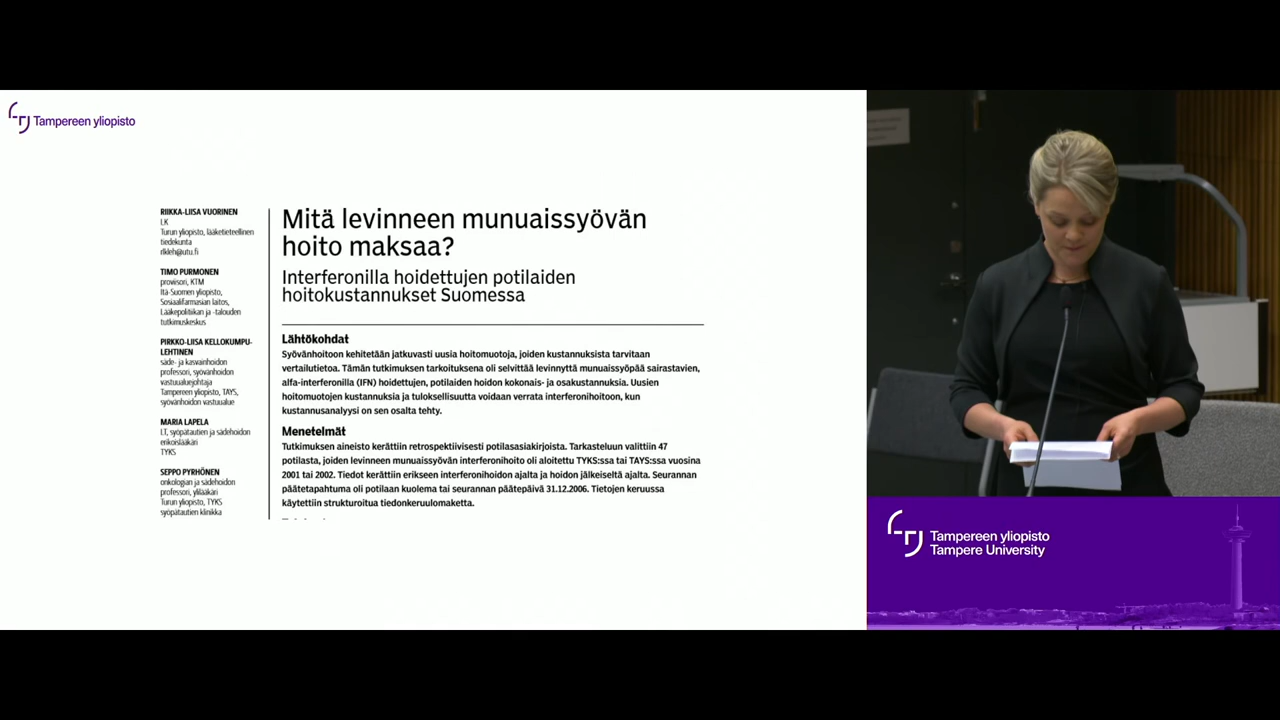 Tampereen yliopisto
RIIKKA-LIISA VUORINEN
LK
Turun yliopisto, lääketieteellinen
tiedekunta
rlkleh@utu.fi
TIMO PURMONEN
proviisori, KTM
Itä-Suomen yliopisto,
Sosiaalifarmasian laitos,
Lääkepolitiikan ja -talouden
tutkimuskeskus
PIRKKO-LIISA KELLOKUMPU-
LEHTINEN
säde- ja kasvainhoidon
professori, syövänhoidon
vastuualuejohtaja
Tampereen yliopisto, TAYS,
syövänhoidon vastuualue
MARIA LAPELA
LT, syöpätautien ja sädehoidon
erikoislääkäri
TYKS
SEPPO PYRHÖNEN
onkologian ja sädehoidon
professori, ylilääkäri
Turun yliopisto, TYKS
syöpätautien klinikka
Mitä levinneen munuaissyövän
hoito maksaa?
Interferonilla hoidettujen potilaiden
hoitokustannukset Suomessa
Lähtökohdat
Syövänhoitoon kehitetään jatkuvasti uusia hoitomuotoja, joiden kustannuksista tarvitaan
vertailutietoa. Tämän tutkimuksen tarkoituksena oli selvittää levinnyttä munuaissyöpää sairastavien,
alfa-interferonilla (IFN) hoidettujen, potilaiden hoidon kokonais- ja osakustannuksia. Uusien
hoitomuotojen kustannuksia ja tuloksellisuutta voidaan verrata interferonihoitoon, kun
kustannusanalyysi on sen osalta tehty.
Menetelmät
Tutkimuksen aineisto kerättiin retrospektiivisesti potilasasiakirjoista. Tarkasteluun valittiin 47
potilasta, joiden levinneen munuaissyövän interferonihoito oli aloitettu TYKS:ssa tai TAYS:ssa vuosina
2001 tai 2002. Tiedot kerättiin erikseen interferonihoidon ajalta ja hoidon jälkeiseltä ajalta. Seurannan
päätetapahtuma oli potilaan kuolema tai seurannan päätepäivä 31.12.2006. Tietojen keruussa
käytettiin strukturoitua tiedonkeruulomaketta.
Tampereen yliopisto
Tampere University